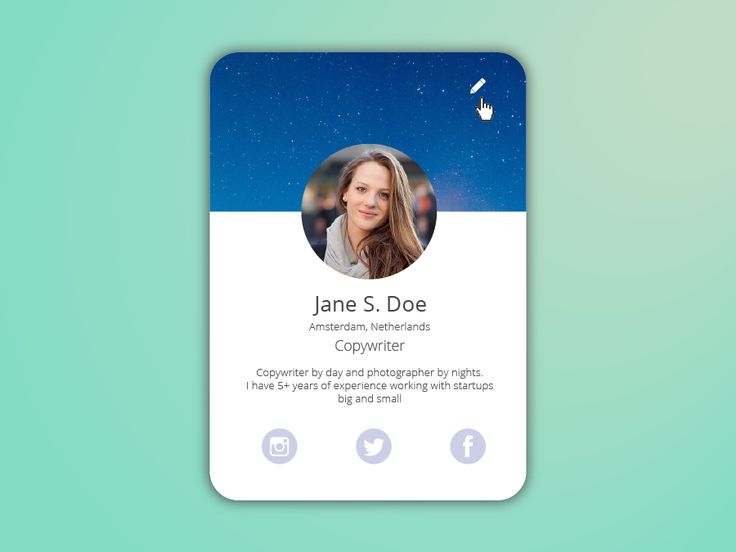 Jane S. Doe
Amsterdam, Netherlands
Copywriter
Copywriter by day and photographer by nights.
I have 5+ years of experience working with startups
big and small